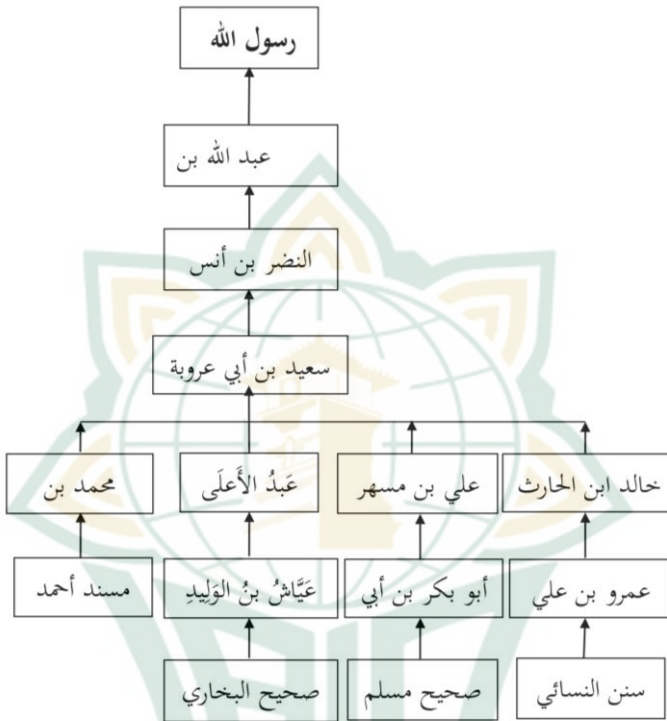 رسول الله
عبد الله بن
النضر بن أنس
سعيد بن أبي عروبة
خالد ابن الحارث
علي بن مسهر
عَبدُ الأَعلَى
محمد بن
عمرو بن علي
أبو بكر بن أبي
عَيَّاشُ بنُ الوَلِيدِ
مسند أحمد
سنن النسائي
صحيح مسلم
صحيح البخاري